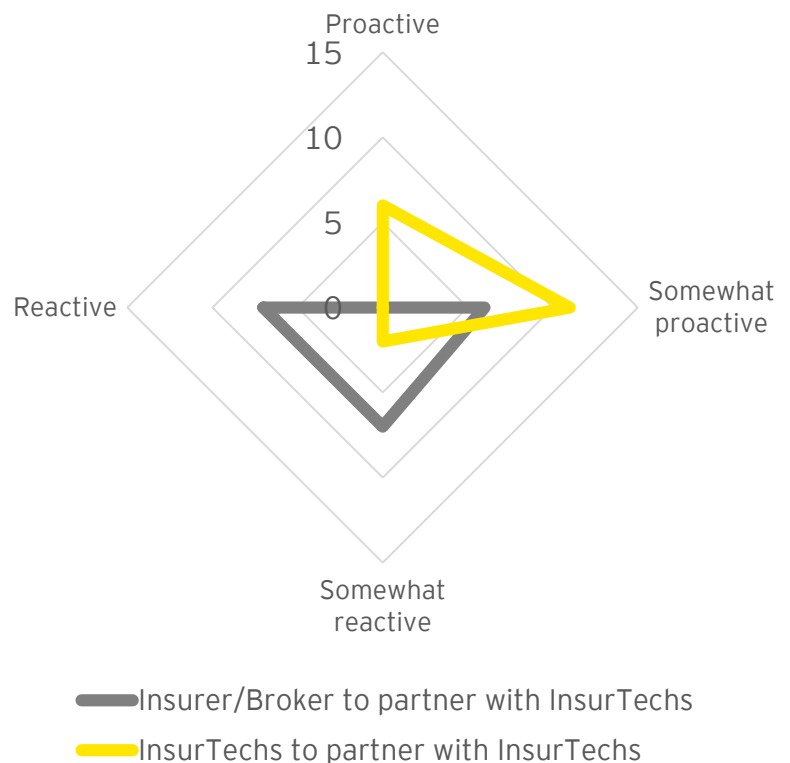 Proactive
15
10
5
0
Reactive
Somewhat
proactive
Somewhat
reactive
Insurer/Broker to partner with InsurTechs
InsurTechs to partner with InsurTechs